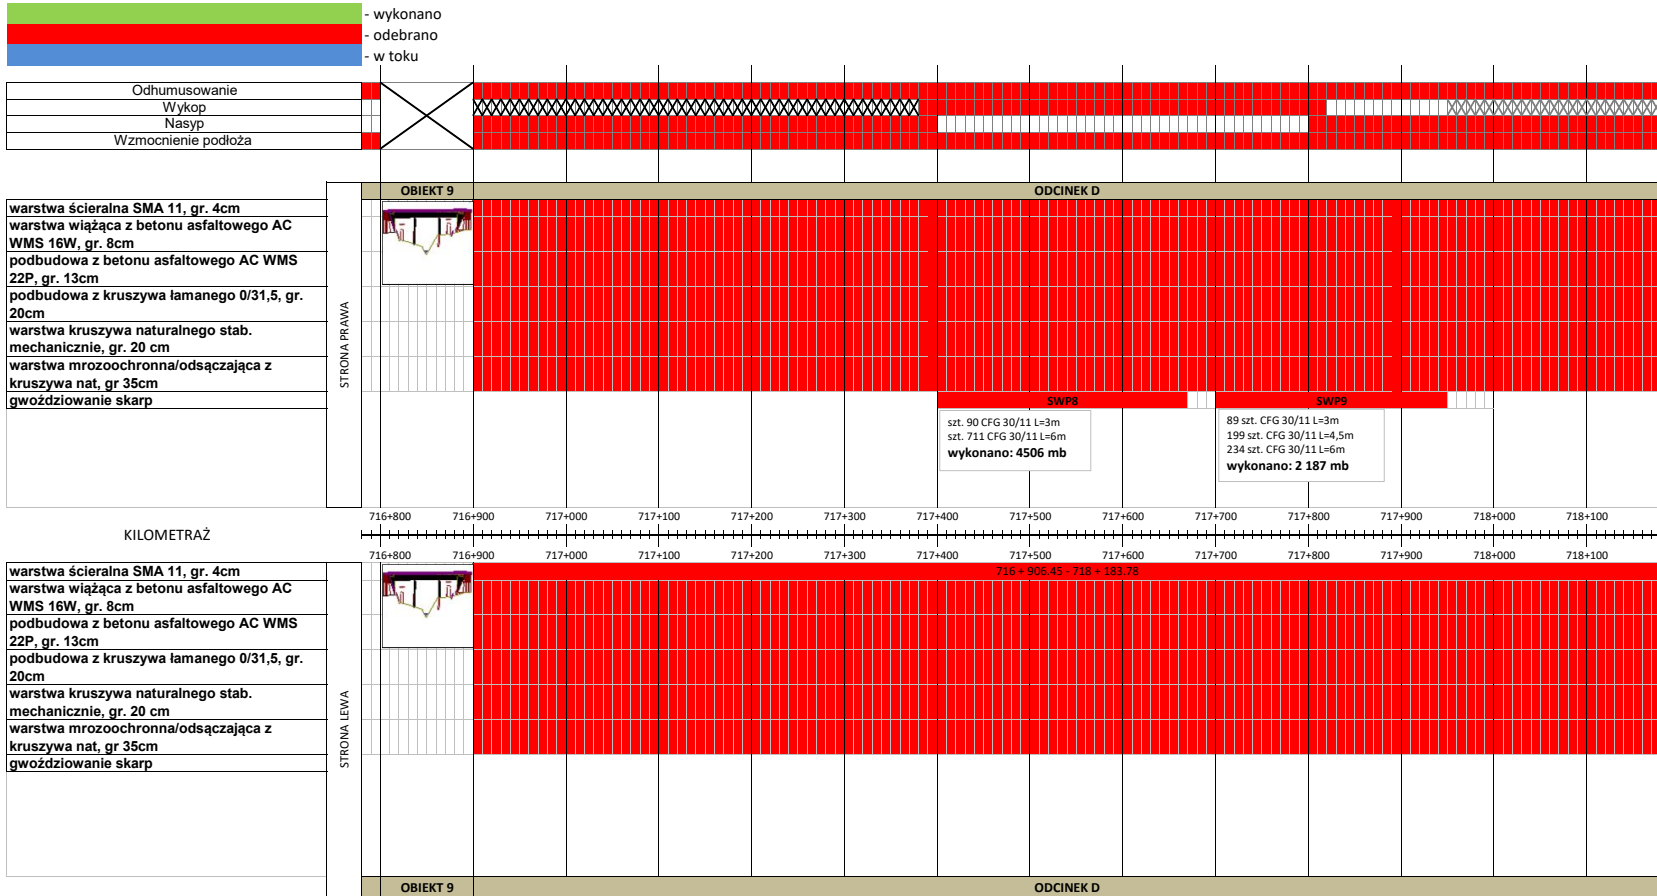 - wykonano
- odebrano
- w toku
Odhumusowanie
Wykop
Nasyp
Wzmocnienie podłoża
OBIEKT 9
ODCINEK D
warstwa ścieralna SMA 11, gr. 4cm
warstwa wiążąca z betonu asfaltowego AC
WMS 16W, gr. 8cm
podbudowa z betonu asfaltowego AC WMS
22P, gr. 13cm
podbudowa z kruszywa łamanego 0/31,5, gr.
20cm
warstwa kruszywa naturalnego stab.
mechanicznie, gr. 20 cm
warstwa mrozoochronna/odsączająca z
kruszywa nat, gr 35cm
gwoździowanie skarp
STRONA PRAWA
SWP8
SWP9
szt. 90 CFG 30/11 L=3m
szt. 711 CFG 30/11 L=6m
wykonano: 4506 mb
89 szt. CFG 30/11 L=3m
199 szt. CFG 30/11 L=4,5m
234 szt. CFG 30/11 L=6m
wykonano: 2 187 mb
716+800 716+900 717+000 717+100 717+200 717+300 717+400 717+500 717+600 717+700 717+800 717+900 718+000 718+100
KILOMETRAŻ
716+800 716+900 717+000 717+100 717+200 717+300 717+400 717+500 717+600 717+700 717+800 717+900 718+000 718+100
716 + 906.45 - 718 + 183.78
warstwa ścieralna SMA 11, gr. 4cm
warstwa wiążąca z betonu asfaltowego AC
WMS 16W, gr. 8cm
podbudowa z betonu asfaltowego AC WMS
22P, gr. 13cm
podbudowa z kruszywa łamanego 0/31,5, gr.
20cm
warstwa kruszywa naturalnego stab.
mechanicznie, gr. 20 cm
warstwa mrozoochronna/odsączająca z
kruszywa nat, gr 35cm
gwoździowanie skarp
STRONA LEWA
OBIEKT 9
ODCINEK D